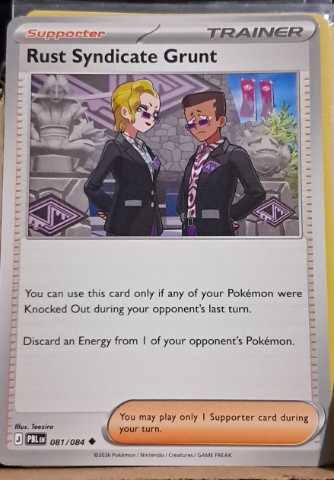 Supporter
TRAINER
Rust Syndicate Grunt
You can use this card only if any of your Pokémon were
Knocked Out during your opponent's last turn.
Discard an Energy from 1 of your opponent's Pokémon.
Illus. Teeziro
You may play only 1 Supporter card during
your turn.
J PBL EN 081/084
©2026 Pokémon / Nintendo / Creatures / GAME FREAK